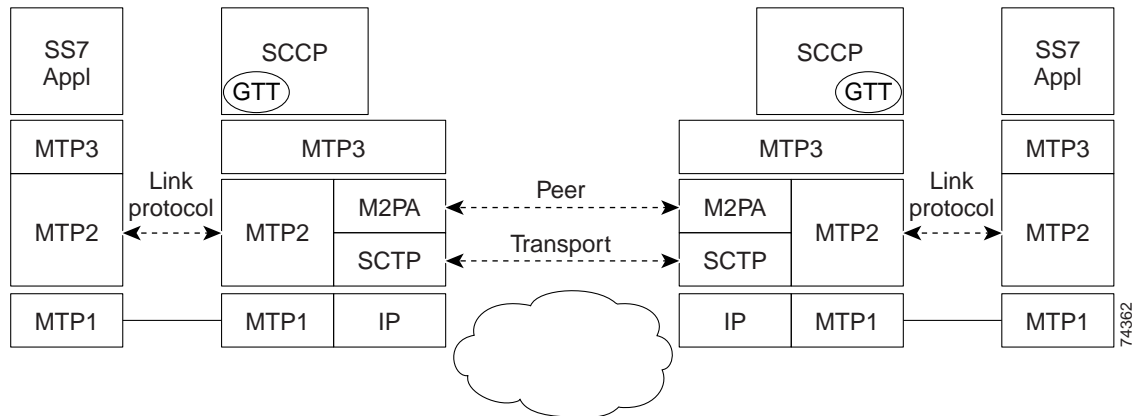 SS7
Appl
SCCP
GTT
SCCP
GTT
SS7
Appl
MTP3
MTP3
MTP3
MTP3
Link
protocol
Peer
Link
protocol
MTP2
MTP2
M2PA
M2PA
MTP2
MTP2
Transport
SCTP
SCTP
MTP1
MTP1
IP
IP
MTP1
MTP1
74362